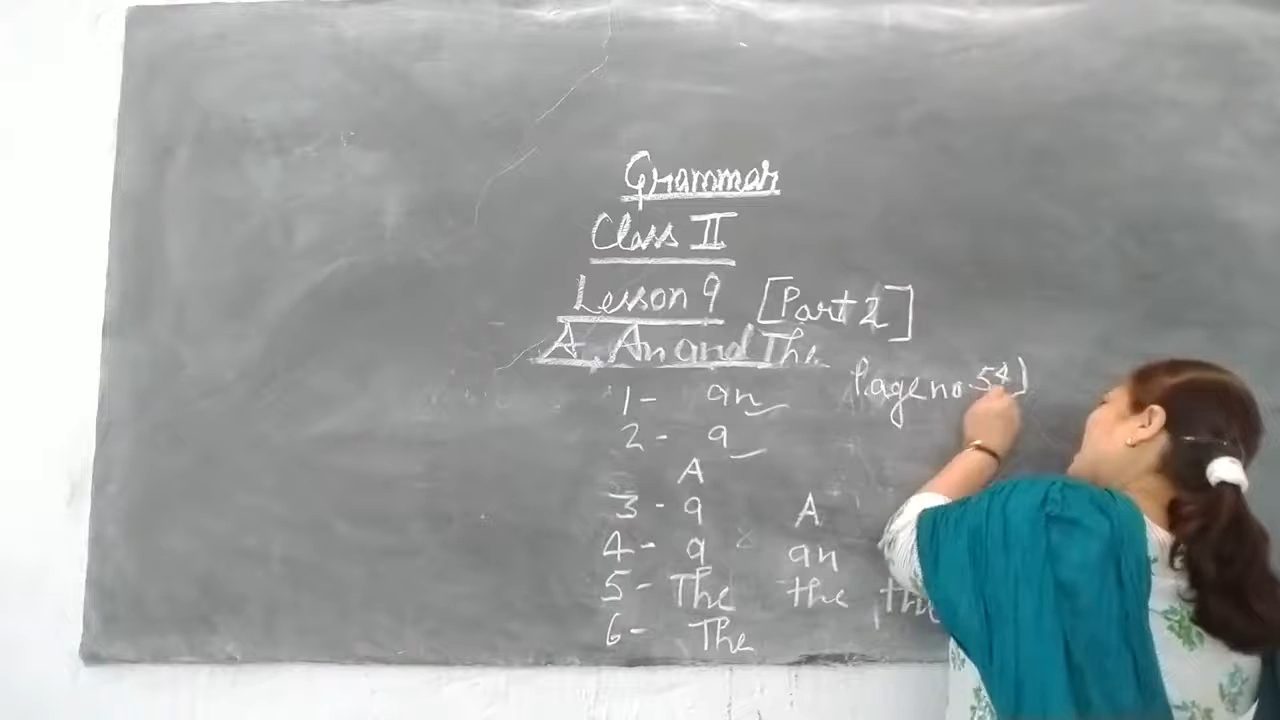 Grammar
Class II
Lesson 9 [Part 2]
A, An and The
Page no 54)
1- an
2- a
A
3- a A
4- a an
5- The the the
6- The